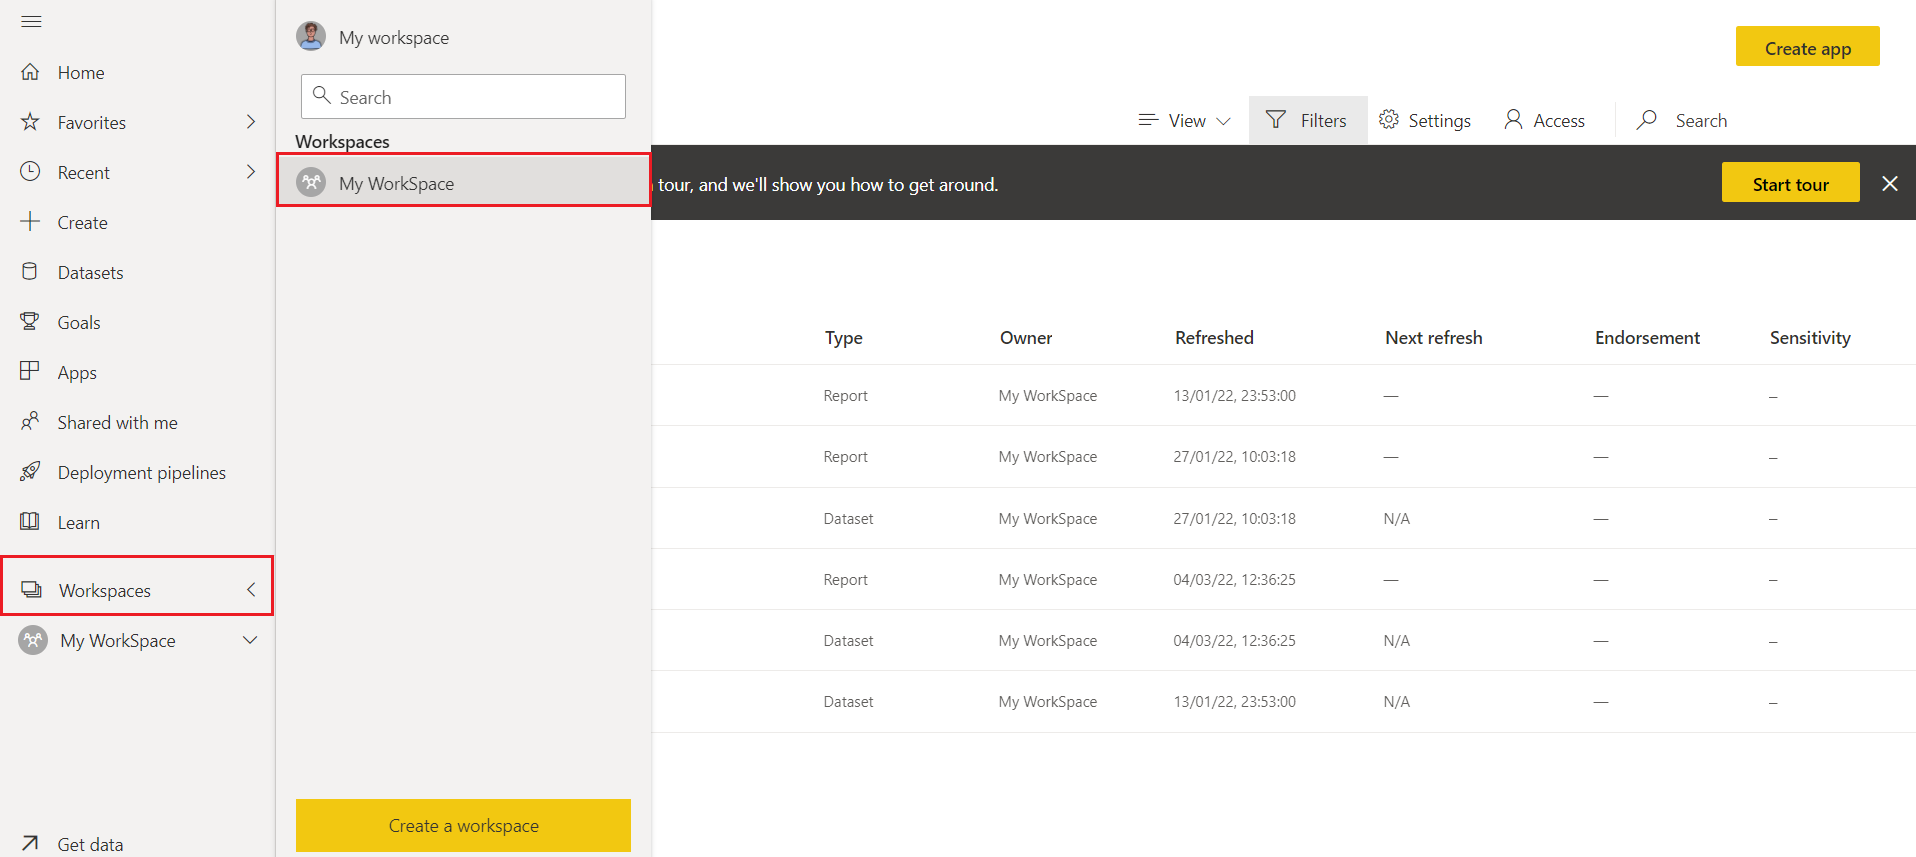 Home
Favorites
Recent
Create
Datasets
Goals
Apps
Shared with me
Deployment pipelines
Learn
Workspaces
My WorkSpace
Get data
My workspace
Search
Workspaces
My WorkSpace
Create a workspace
Create app
View Filters Settings Access Search
tour, and we'll show you how to get around. Start tour
Type Owner Refreshed Next refresh Endorsement Sensitivity
Report My WorkSpace 13/01/22, 23:53:00 — — –
Report My WorkSpace 27/01/22, 10:03:18 — — –
Dataset My WorkSpace 27/01/22, 10:03:18 N/A — –
Report My WorkSpace 04/03/22, 12:36:25 — — –
Dataset My WorkSpace 04/03/22, 12:36:25 N/A — –
Dataset My WorkSpace 13/01/22, 23:53:00 N/A — –